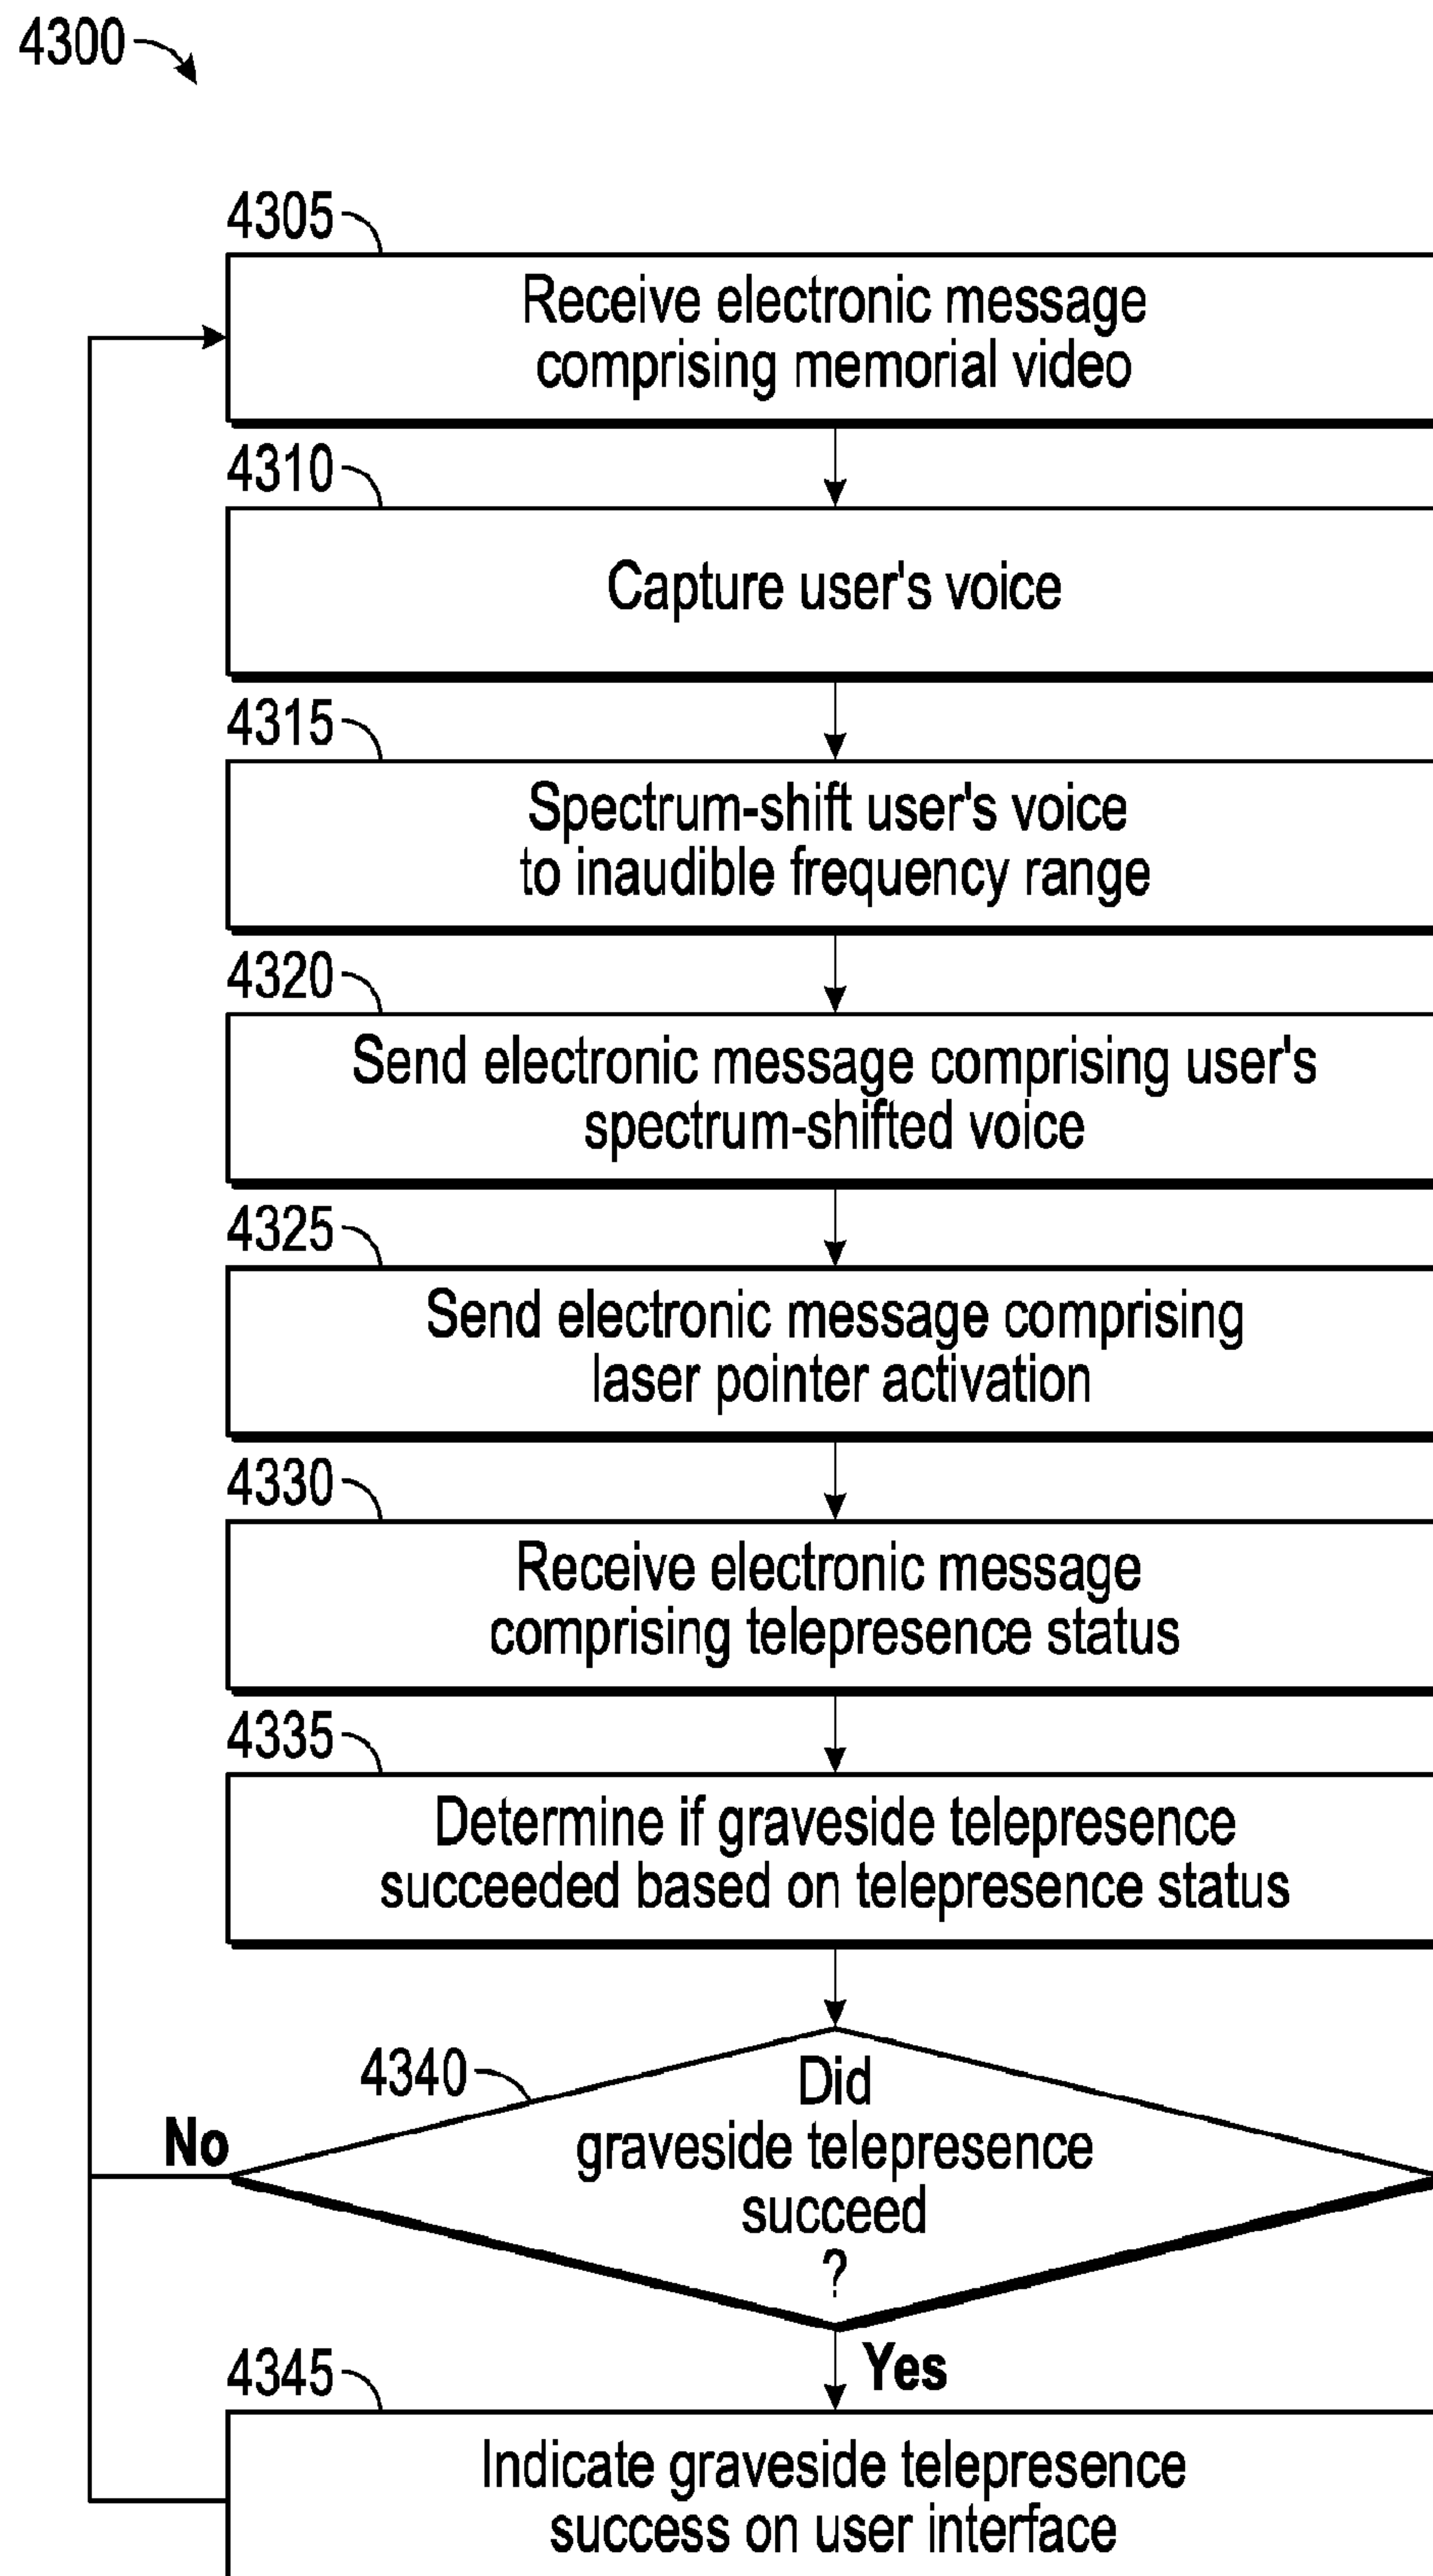 4300
4305
Receive electronic message
comprising memorial video
4310
Capture user's voice
4315
Spectrum-shift user's voice
to inaudible frequency range
4320
Send electronic message comprising user's
spectrum-shifted voice
4325
Send electronic message comprising
laser pointer activation
4330
Receive electronic message
comprising telepresence status
4335
Determine if graveside telepresence
succeeded based on telepresence status
4340
Did
graveside telepresence
succeed
?
No
Yes
4345
Indicate graveside telepresence
success on user interface